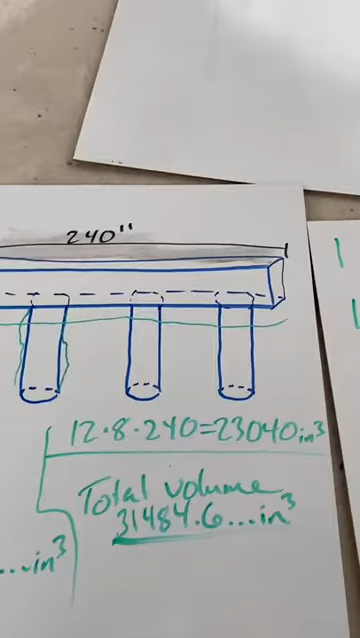 240"
12·8·240=23040in³
Total volume
31484.6...in³
...in³